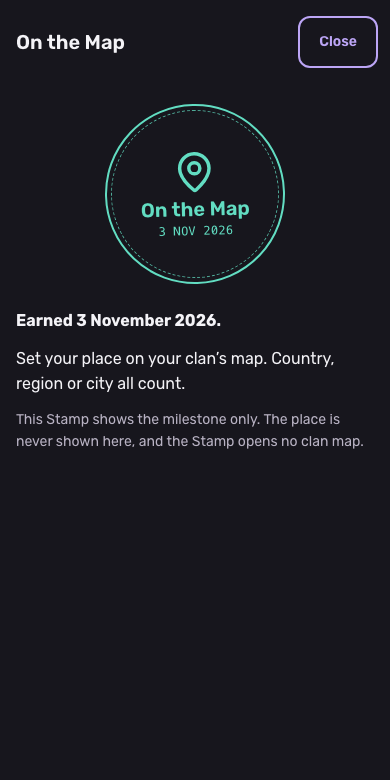 On the Map
Close
On the Map
3 NOV 2026
Earned 3 November 2026.
Set your place on your clan’s map. Country,
region or city all count.
This Stamp shows the milestone only. The place is
never shown here, and the Stamp opens no clan map.